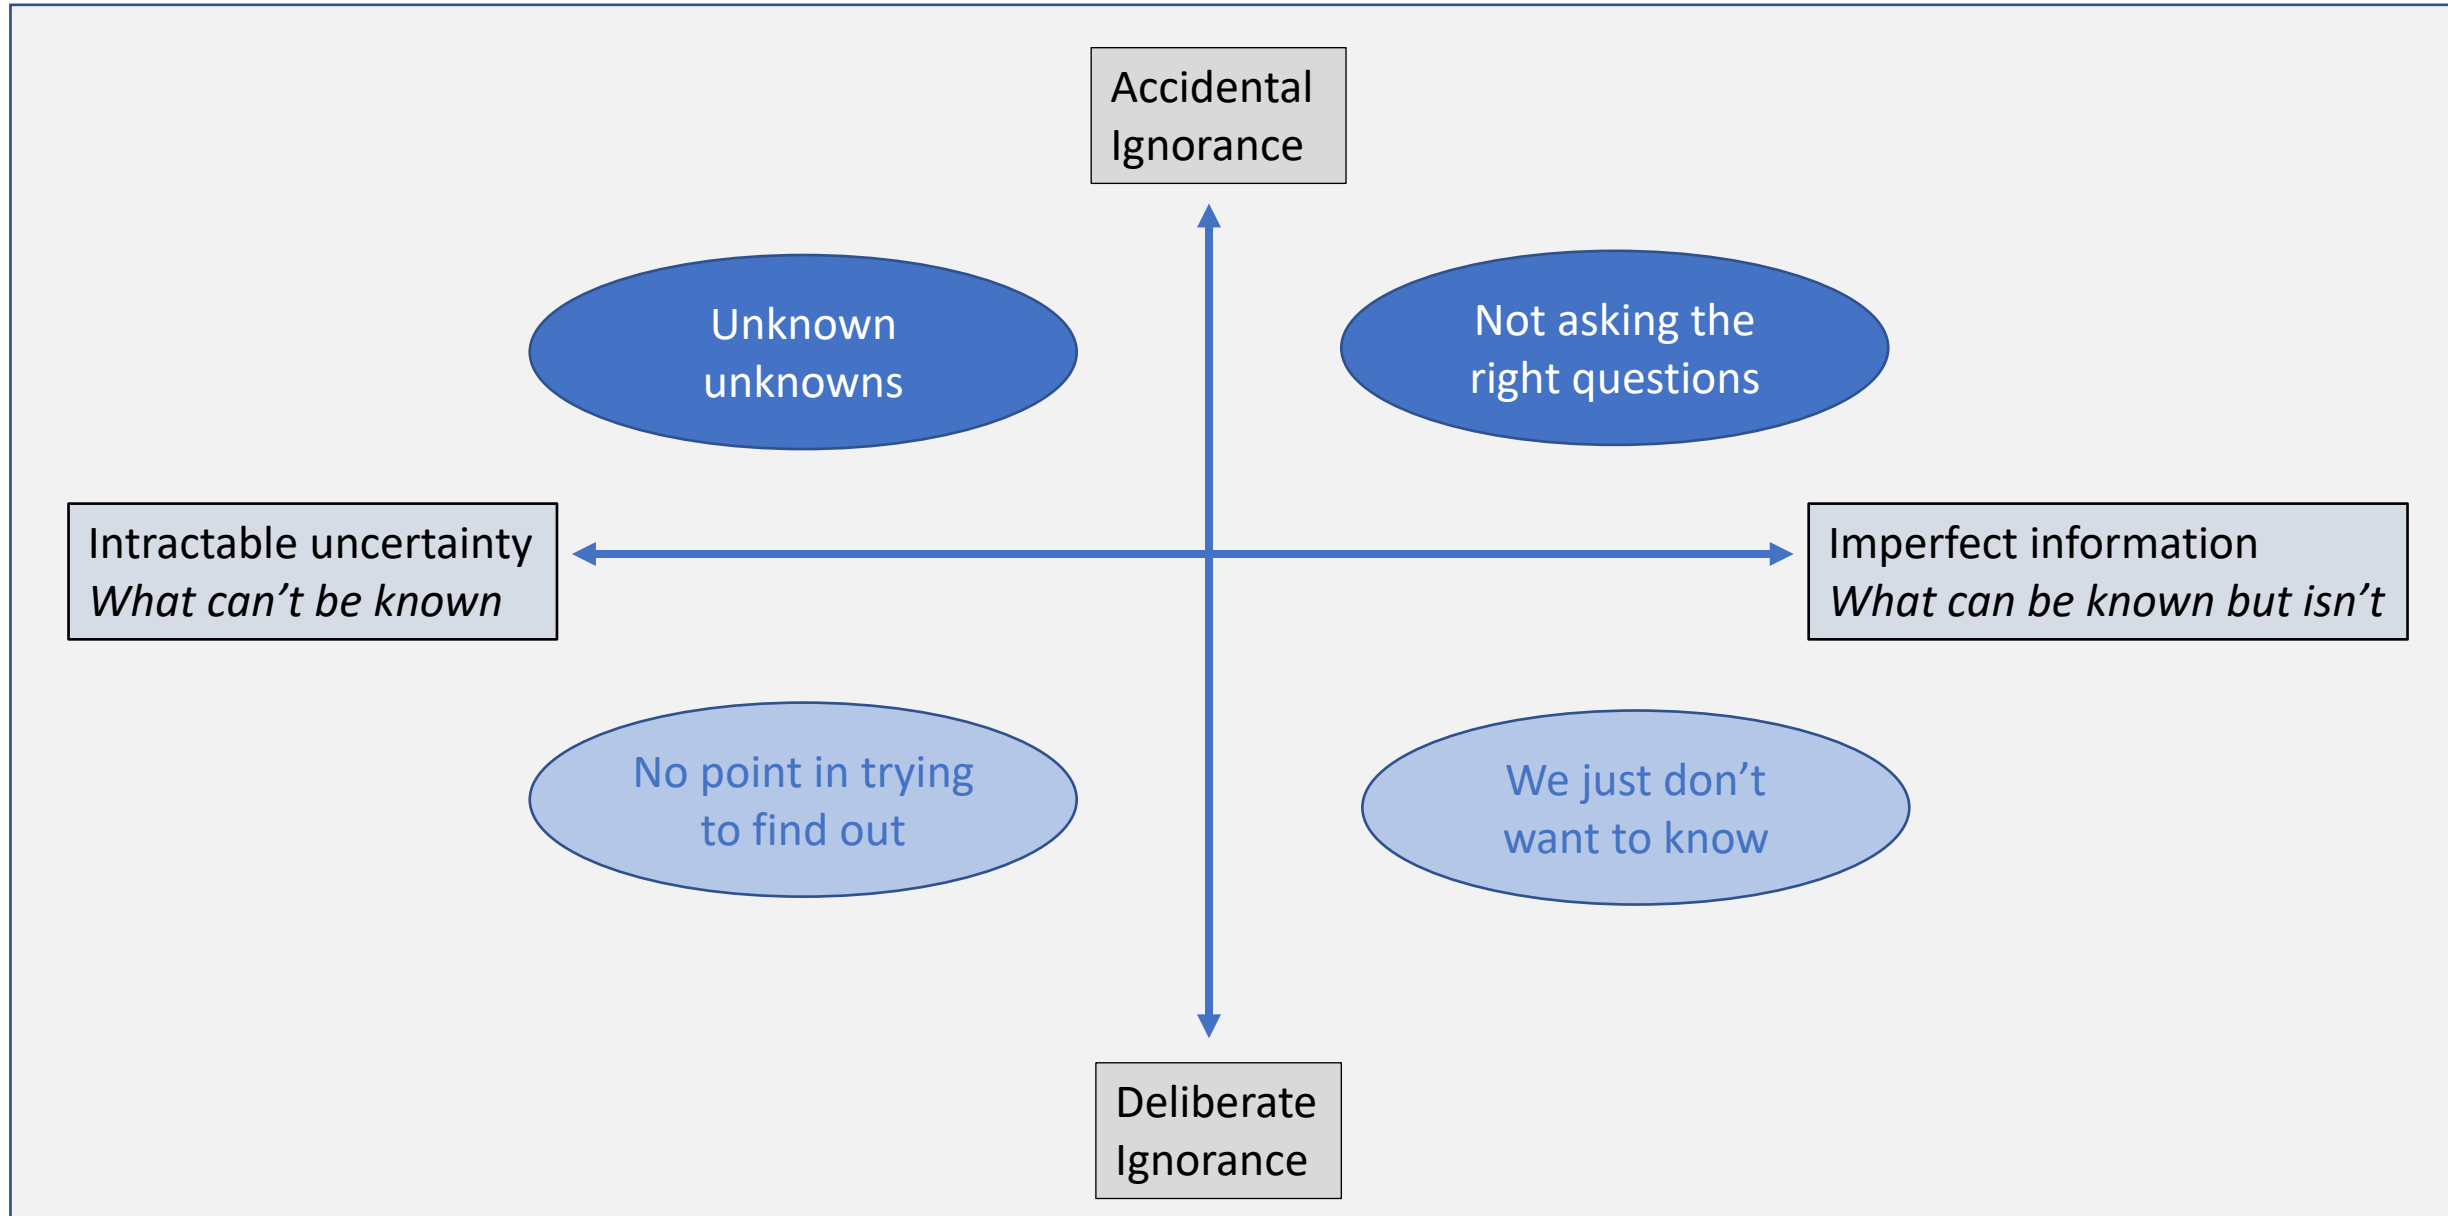 Accidental
Ignorance
Unknown
unknowns
Not asking the
right questions
Intractable uncertainty
What can’t be known
Imperfect information
What can be known but isn’t
No point in trying
to find out
We just don’t
want to know
Deliberate
Ignorance